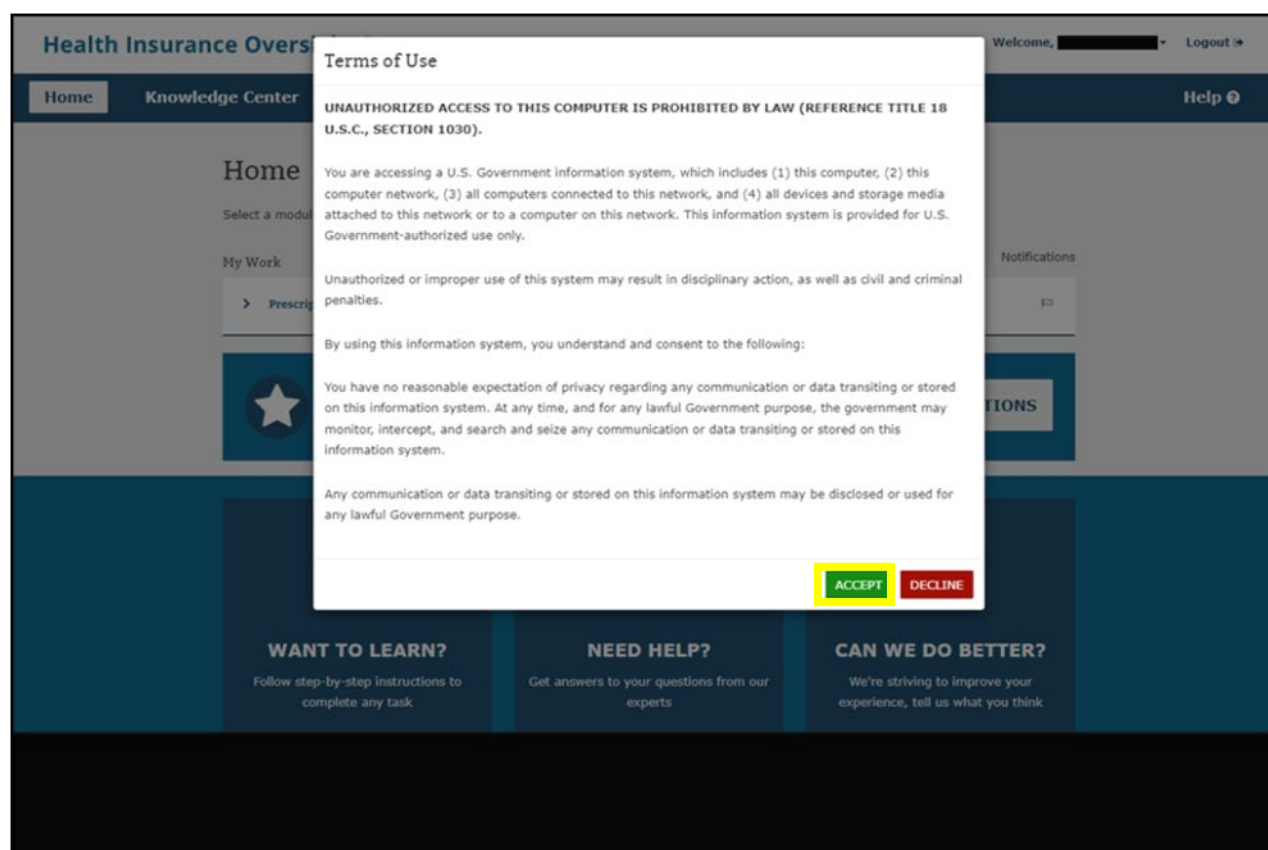 Health Insurance Overs
Welcome,
Logout
Home
Knowledge Center
Help
Terms of Use
UNAUTHORIZED ACCESS TO THIS COMPUTER IS PROHIBITED BY LAW (REFERENCE TITLE 18
U.S.C., SECTION 1030).
You are accessing a U.S. Government information system, which includes (1) this computer, (2) this
computer network, (3) all computers connected to this network, and (4) all devices and storage media
attached to this network or to a computer on this network. This information system is provided for U.S.
Government-authorized use only.
Unauthorized or improper use of this system may result in disciplinary action, as well as civil and criminal
penalties.
By using this information system, you understand and consent to the following:
You have no reasonable expectation of privacy regarding any communication or data transiting or stored
on this information system. At any time, and for any lawful Government purpose, the government may
monitor, intercept, and search and seize any communication or data transiting or stored on this
information system.
Any communication or data transiting or stored on this information system may be disclosed or used for
any lawful Government purpose.
ACCEPT
DECLINE
Home
Select a modul
My Work
Notifications
Prescrip
TIONS
WANT TO LEARN?
Follow step-by-step instructions to
complete any task
NEED HELP?
Get answers to your questions from our
experts
CAN WE DO BETTER?
We're striving to improve your
experience, tell us what you think